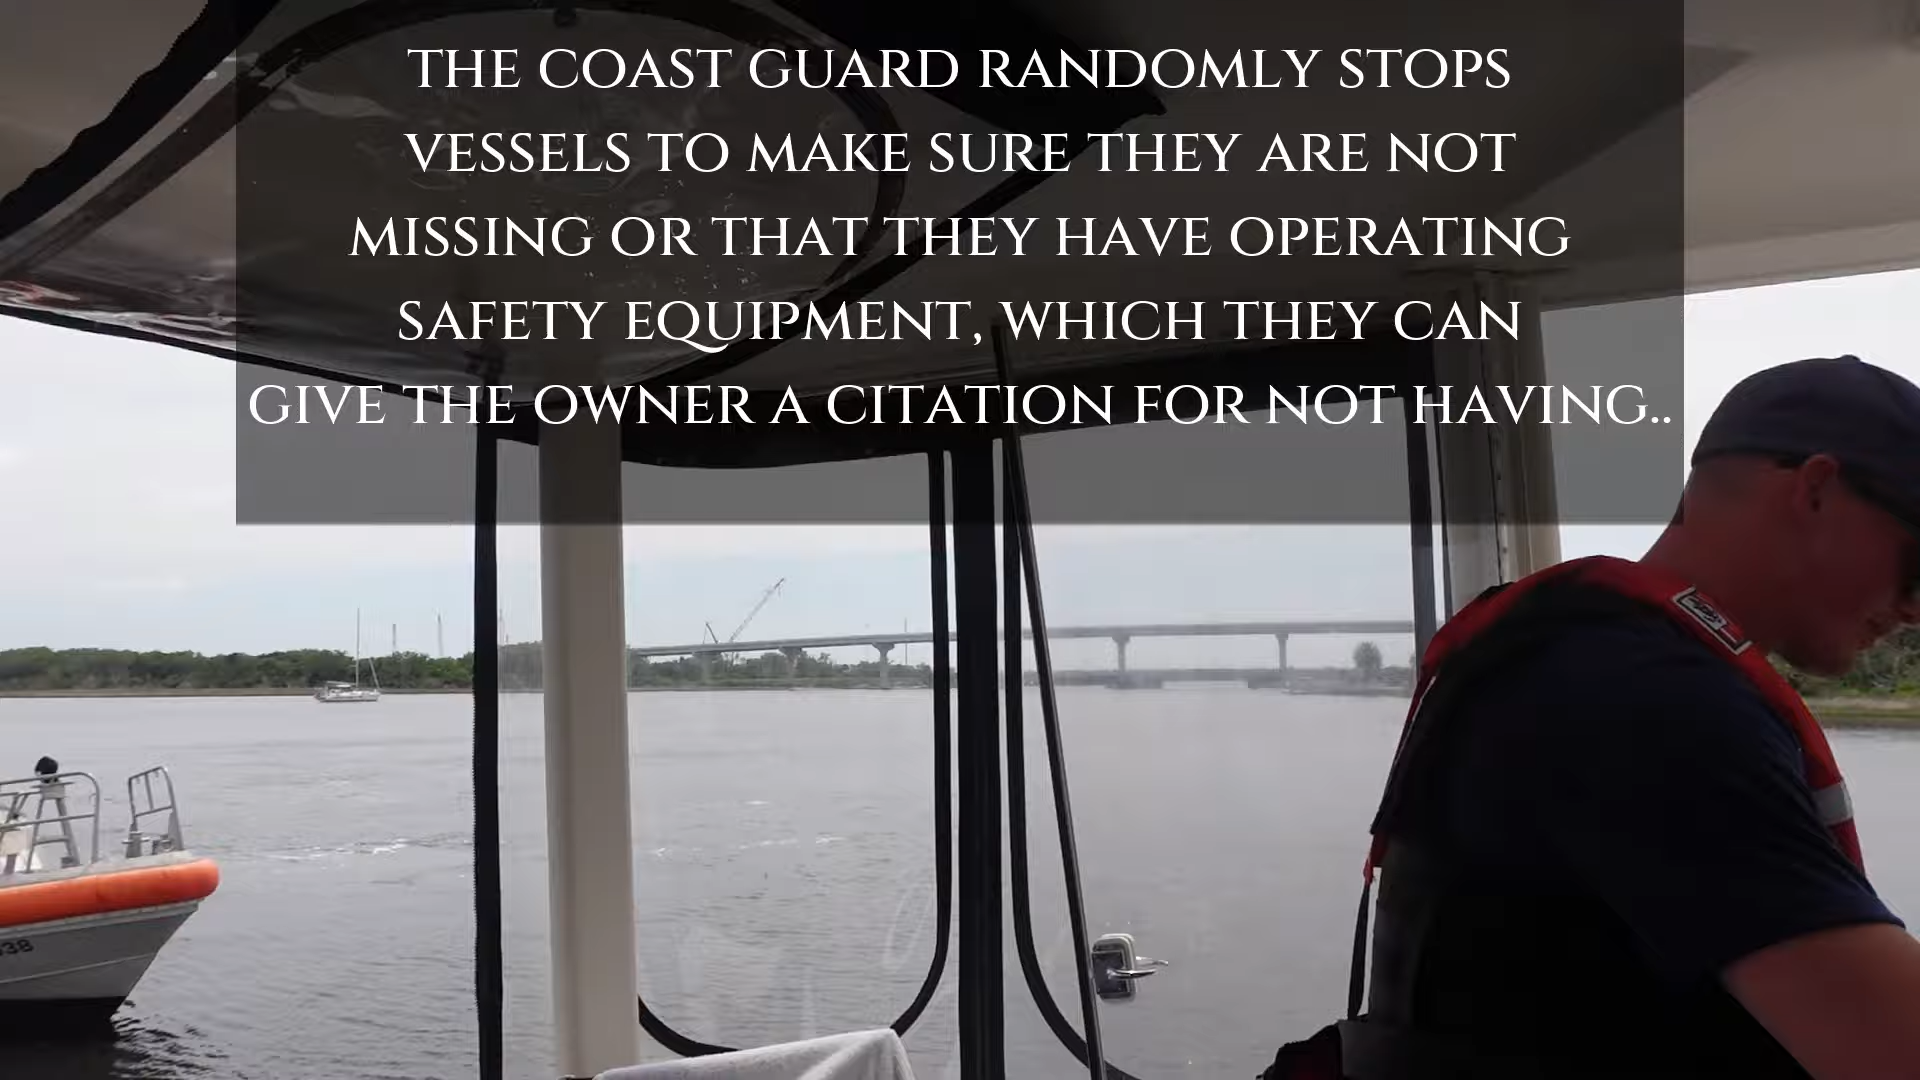 THE COAST GUARD RANDOMLY STOPS
VESSELS TO MAKE SURE THEY ARE NOT
MISSING OR THAT THEY HAVE OPERATING
SAFETY EQUIPMENT, WHICH THEY CAN
GIVE THE OWNER A CITATION FOR NOT HAVING..
38